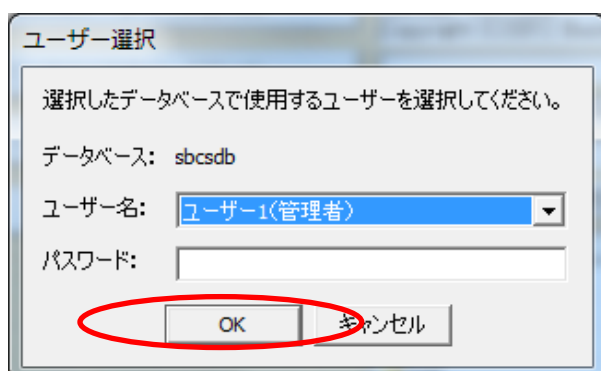 ユーザー選択
選択したデータベースで使用するユーザーを選択してください。
データベース: sbcsdb
ユーザー名: ユーザー1(管理者)
パスワード:
OK キャンセル